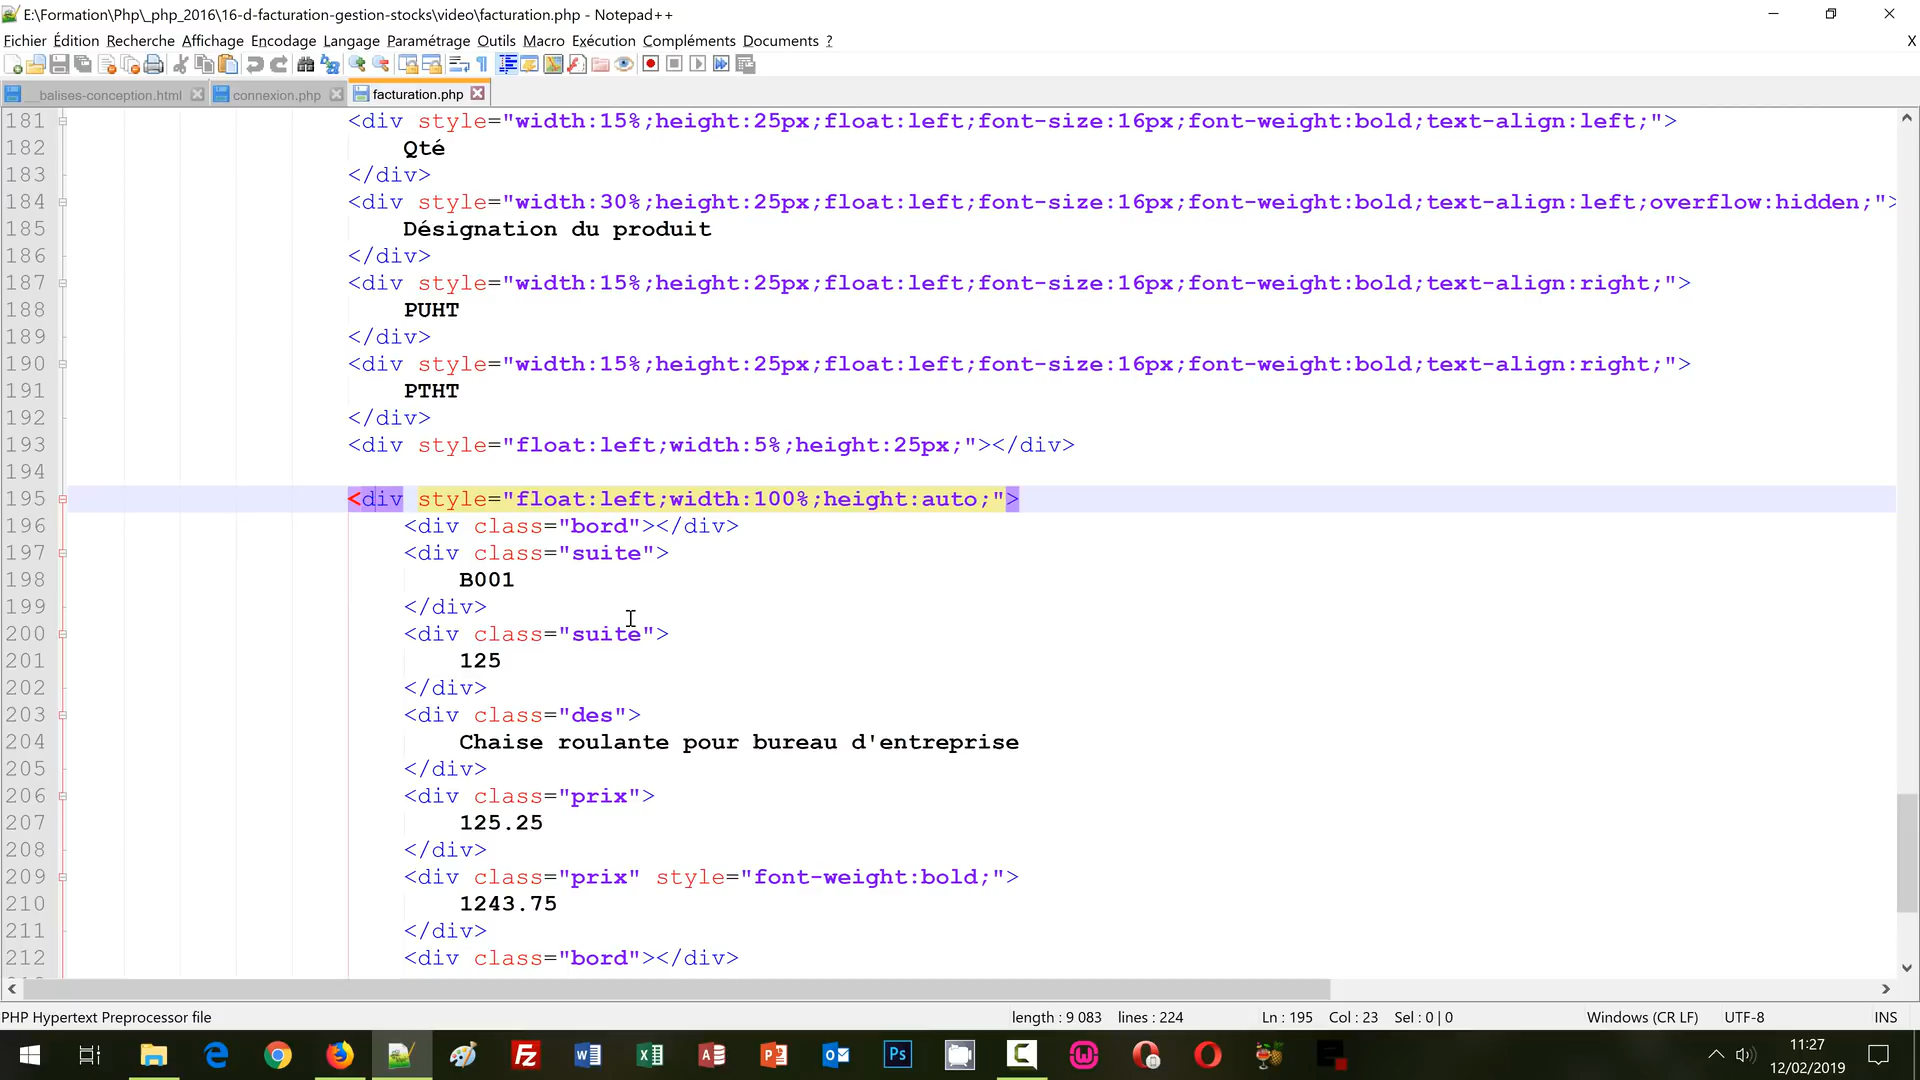 E:\Formation\Php\_php_2016\16-d-facturation-gestion-stocks\video\facturation.php - Notepad++
Fichier Édition Recherche Affichage Encodage Langage Paramétrage Outils Macro Exécution Compléments Documents ? X
__balises-conception.html connexion.php facturation.php
181 <div style="width:15%;height:25px;float:left;font-size:16px;font-weight:bold;text-align:left;">
182 Qté
183 </div>
184 <div style="width:30%;height:25px;float:left;font-size:16px;font-weight:bold;text-align:left;overflow:hidden;">
185 Désignation du produit
186 </div>
187 <div style="width:15%;height:25px;float:left;font-size:16px;font-weight:bold;text-align:right;">
188 PUHT
189 </div>
190 <div style="width:15%;height:25px;float:left;font-size:16px;font-weight:bold;text-align:right;">
191 PTHT
192 </div>
193 <div style="float:left;width:5%;height:25px;"></div>
194
195 <div style="float:left;width:100%;height:auto;">
196 <div class="bord"></div>
197 <div class="suite">
198 B001
199 </div>
200 <div class="suite">
201 125
202 </div>
203 <div class="des">
204 Chaise roulante pour bureau d'entreprise
205 </div>
206 <div class="prix">
207 125.25
208 </div>
209 <div class="prix" style="font-weight:bold;">
210 1243.75
211 </div>
212 <div class="bord"></div>
PHP Hypertext Preprocessor file length : 9 083 lines : 224 Ln : 195 Col : 23 Sel : 0 | 0 Windows (CR LF) UTF-8 INS
11:27
12/02/2019